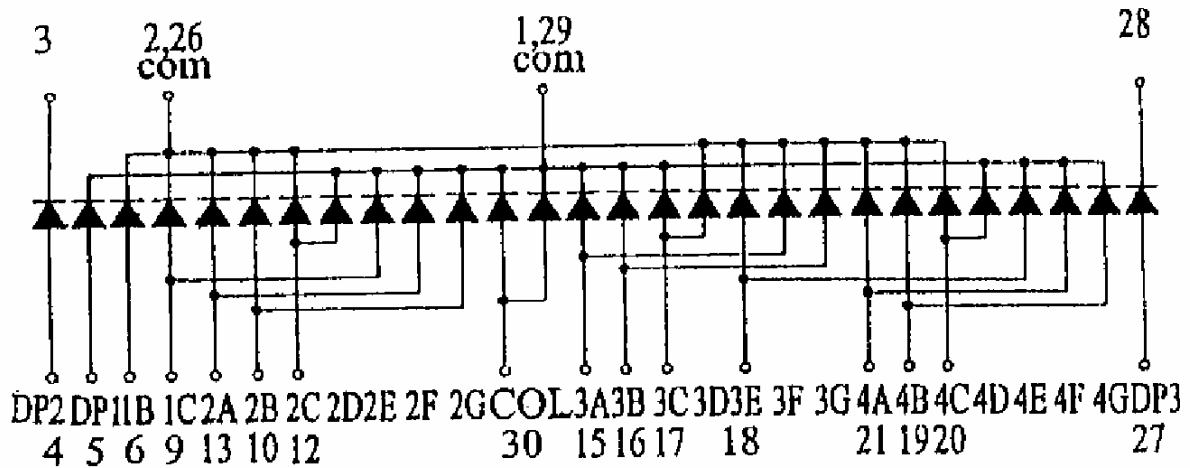 3 2,26 1,29 28
com com
DP2 DP1 1B 1C 2A 2B 2C 2D 2E 2F 2G COL 3A 3B 3C 3D 3E 3F 3G 4A 4B 4C 4D 4E 4F 4G DP3
4 5 6 9 13 10 12 30 15 16 17 18 21 19 20 27